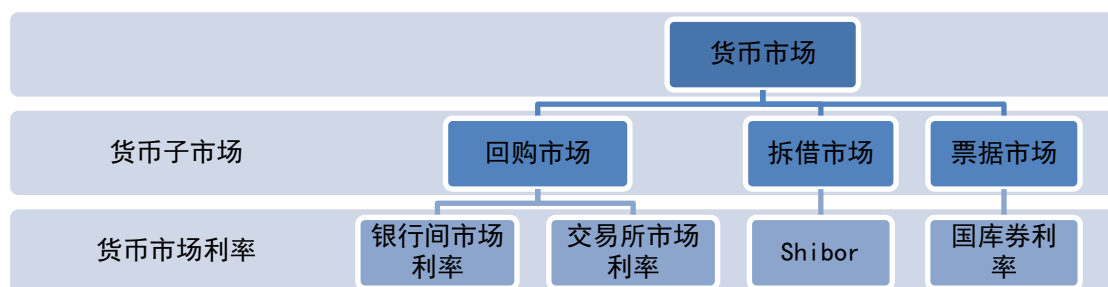 货币市场
货币子市场
回购市场
拆借市场
票据市场
货币市场利率
银行间市场
利率
交易所市场
利率
Shibor
国库券利
率